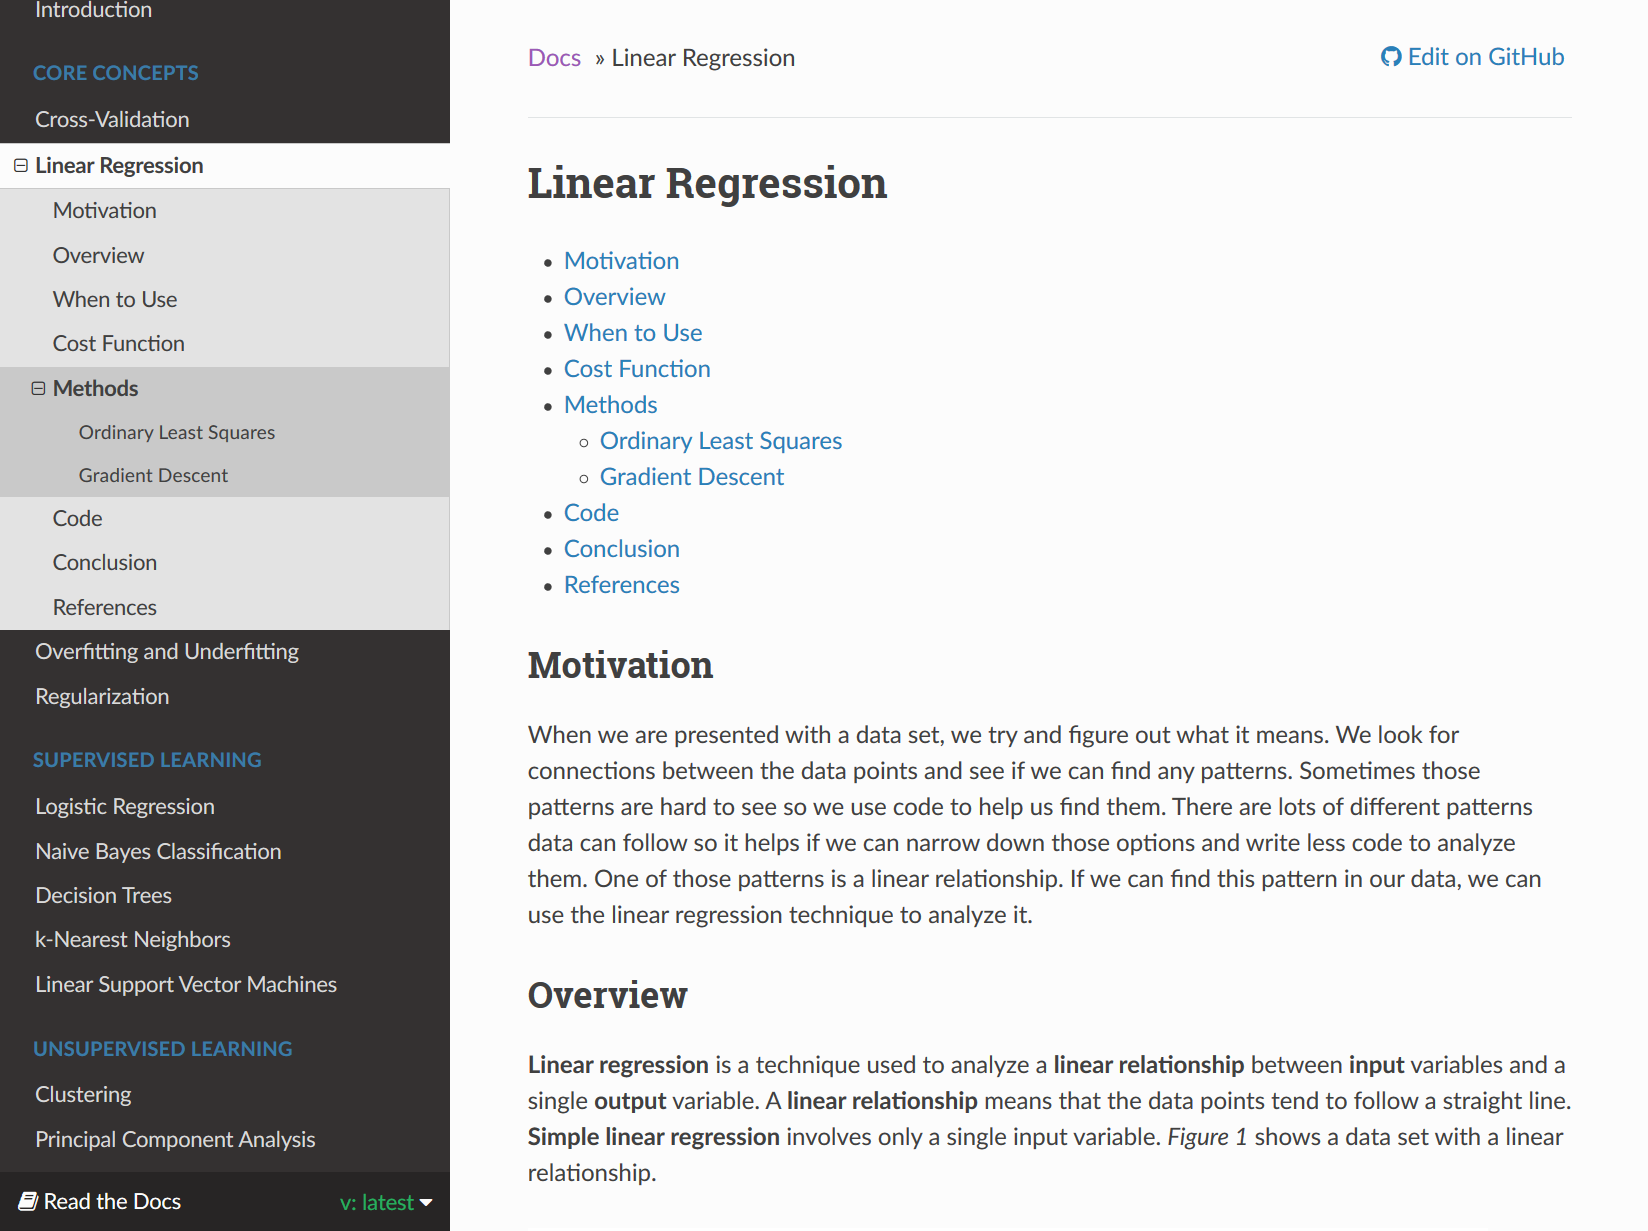 Introduction
CORE CONCEPTS
Cross-Validation
Linear Regression
Motivation
Overview
When to Use
Cost Function
Methods
Ordinary Least Squares
Gradient Descent
Code
Conclusion
References
Overfitting and Underfitting
Regularization
SUPERVISED LEARNING
Logistic Regression
Naive Bayes Classification
Decision Trees
k-Nearest Neighbors
Linear Support Vector Machines
UNSUPERVISED LEARNING
Clustering
Principal Component Analysis
Read the Docs v: latest
Docs » Linear Regression
Edit on GitHub
Linear Regression
Motivation
Overview
When to Use
Cost Function
Methods
Ordinary Least Squares
Gradient Descent
Code
Conclusion
References
Motivation
When we are presented with a data set, we try and figure out what it means. We look for
connections between the data points and see if we can find any patterns. Sometimes those
patterns are hard to see so we use code to help us find them. There are lots of different patterns
data can follow so it helps if we can narrow down those options and write less code to analyze
them. One of those patterns is a linear relationship. If we can find this pattern in our data, we can
use the linear regression technique to analyze it.
Overview
Linear regression is a technique used to analyze a linear relationship between input variables and a
single output variable. A linear relationship means that the data points tend to follow a straight line.
Simple linear regression involves only a single input variable. Figure 1 shows a data set with a linear
relationship.